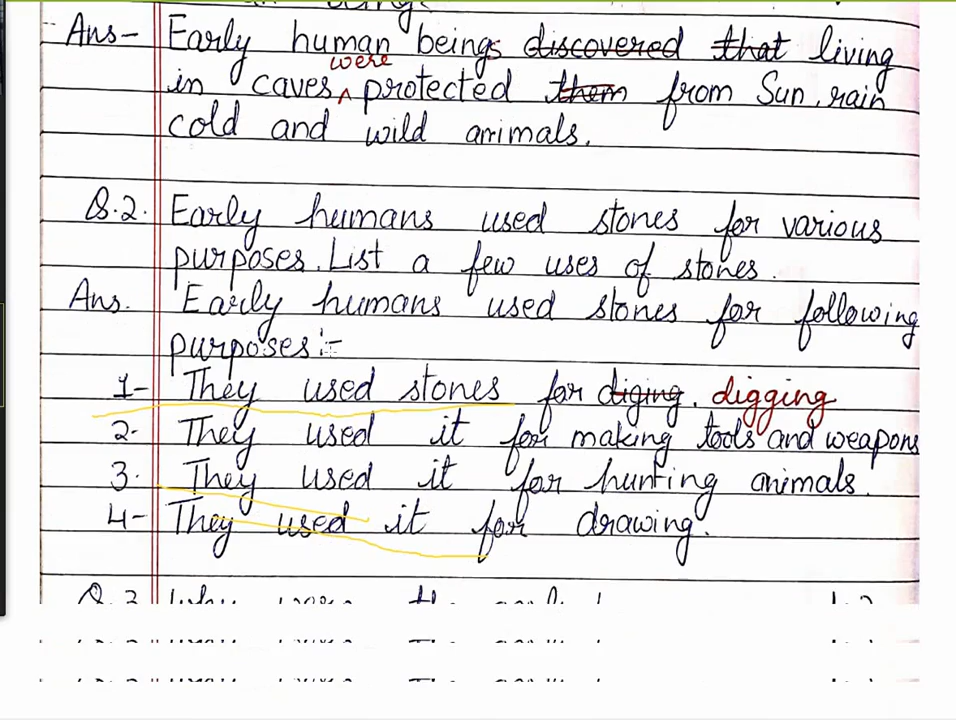 Ans- Early human beings discovered that living
were
in caves ^ protected them from Sun, rain
cold and wild animals.
Q.2. Early humans used stones for various
purposes. List a few uses of stones.
Ans. Early humans used stones for following
purposes :-
1- They used stones for diging. digging
2. They used it for making tools and weapons
3. They used it for hunting animals.
4- They used it for drawing.